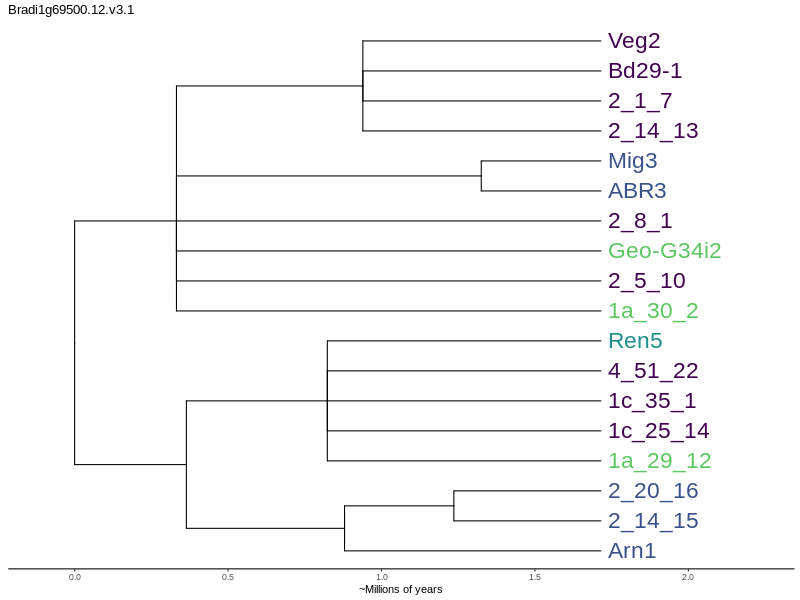 Bradi1g69500.12.v3.1
Veg2
Bd29-1
2_1_7
2_14_13
Mig3
ABR3
2_8_1
Geo-G34i2
2_5_10
1a_30_2
Ren5
4_51_22
1c_35_1
1c_25_14
1a_29_12
2_20_16
2_14_15
Arn1
0.0 0.5 1.0 1.5 2.0
~Millions of years